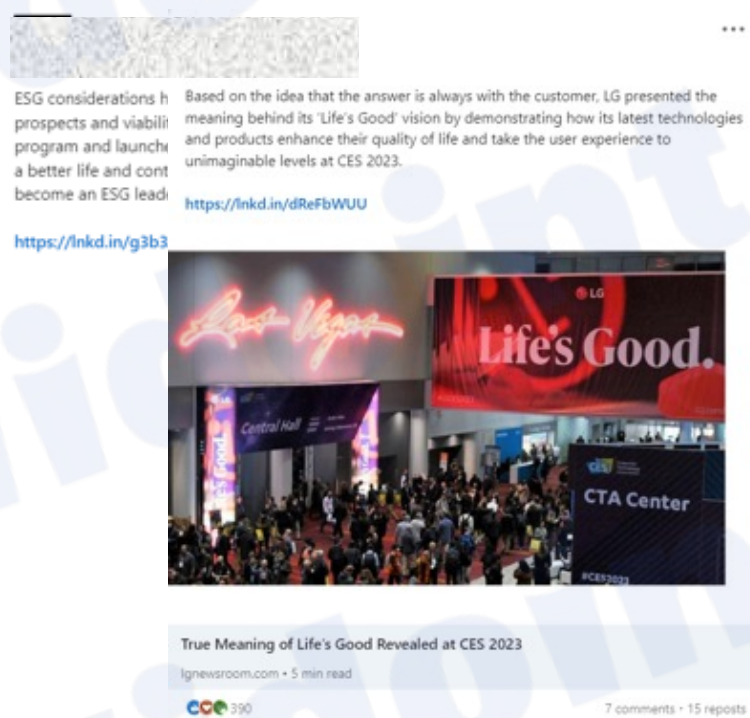 ESG considerations h
prospects and viabili
program and launche
a better life and cont
become an ESG lead
https://lnkd.in/g3b3
Based on the idea that the answer is always with the customer, LG presented the
meaning behind its 'Life's Good' vision by demonstrating how its latest technologies
and products enhance their quality of life and take the user experience to
unimaginable levels at CES 2023.
https://lnkd.in/dReFbWUU
Las Vegas
LG
Life's Good.
Central Hall
Life's Good.
CES
CTA Center
#CES2023
True Meaning of Life's Good Revealed at CES 2023
lgnewsroom.com • 5 min read
390
7 comments • 15 reposts